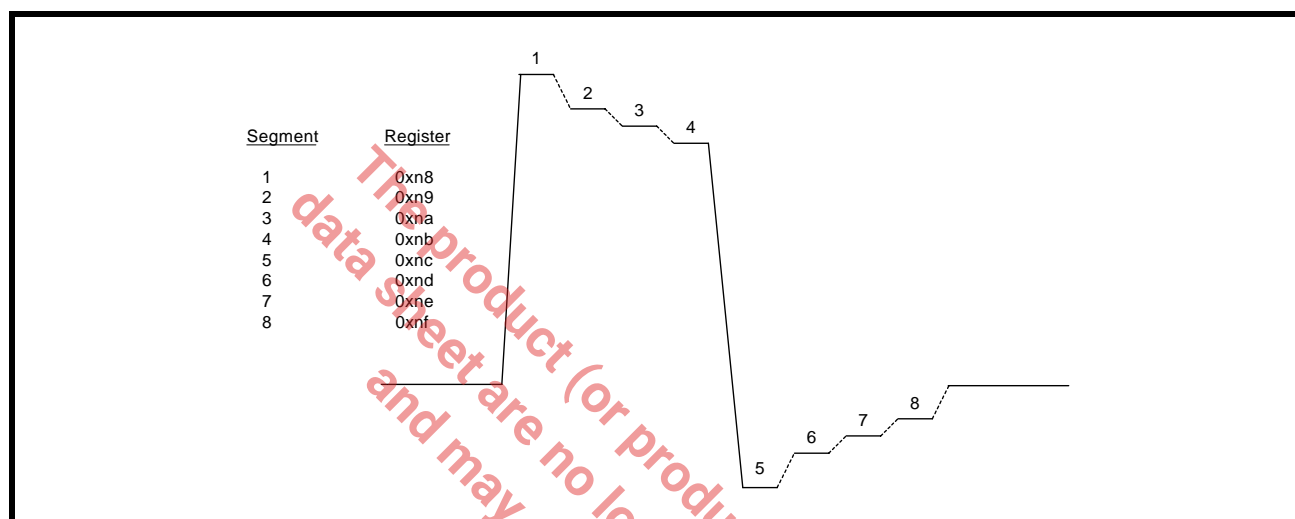 Segment Register
1 0xn8
2 0xn9
3 0xna
4 0xnb
5 0xnc
6 0xnd
7 0xne
8 0xnf
1
2
3
4
5
6
7
8
The product (or produ
data sheet are no
and may